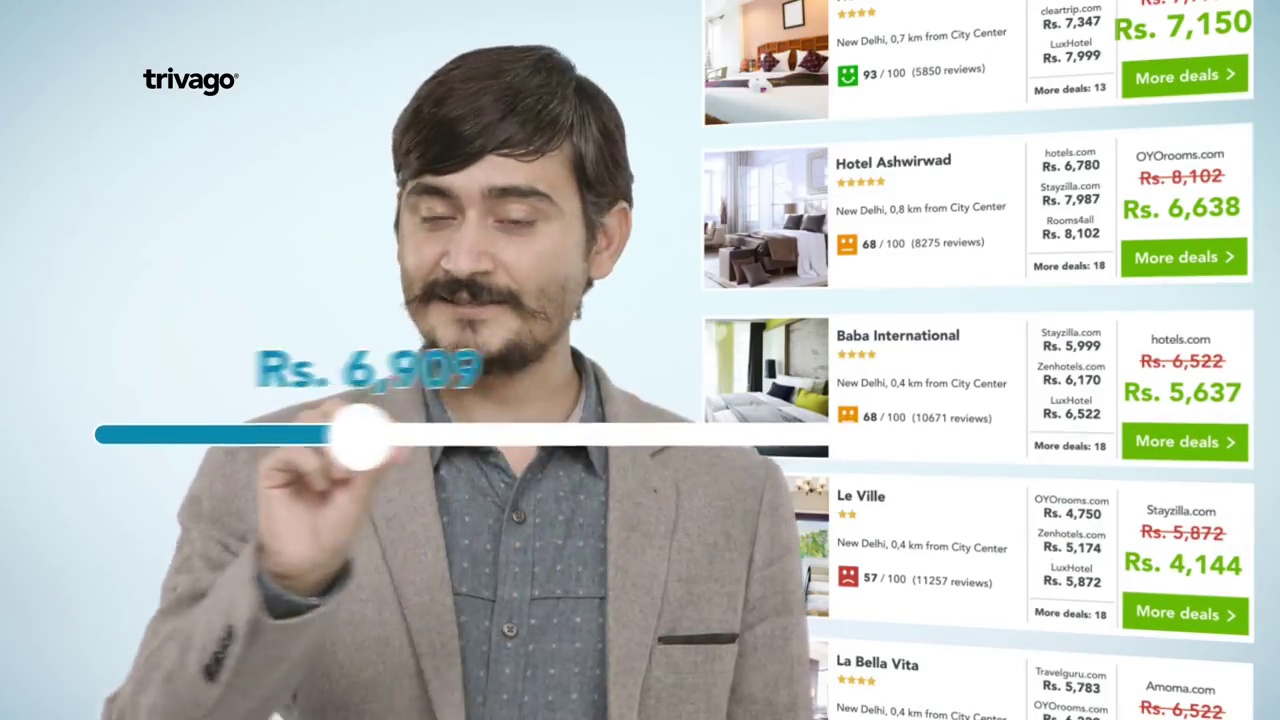 trivago
Rs. 6,909
cleartrip.com
Rs. 7,347
LuxHotel
Rs. 7,999
More deals: 13
Rs. 7,150
More deals >
New Delhi, 0,7 km from City Center
93 / 100 (5850 reviews)
Hotel Ashwirwad
New Delhi, 0,8 km from City Center
68 / 100 (8275 reviews)
hotels.com
Rs. 6,780
Stayzilla.com
Rs. 7,987
Rooms4all
Rs. 8,102
More deals: 18
OYOrooms.com
Rs. 8,102
Rs. 6,638
More deals >
Baba International
New Delhi, 0,4 km from City Center
68 / 100 (10671 reviews)
Stayzilla.com
Rs. 5,999
Zenhotels.com
Rs. 6,170
LuxHotel
Rs. 6,522
More deals: 18
hotels.com
Rs. 6,522
Rs. 5,637
More deals >
Le Ville
New Delhi, 0,4 km from City Center
57 / 100 (11257 reviews)
OYOrooms.com
Rs. 4,750
Zenhotels.com
Rs. 5,174
LuxHotel
Rs. 5,872
More deals: 18
Stayzilla.com
Rs. 5,872
Rs. 4,144
More deals >
La Bella Vita
New Delhi, 0,4 km from City Center
Travelguru.com
Rs. 5,783
OYOrooms.com
Amoma.com
Rs. 6,522